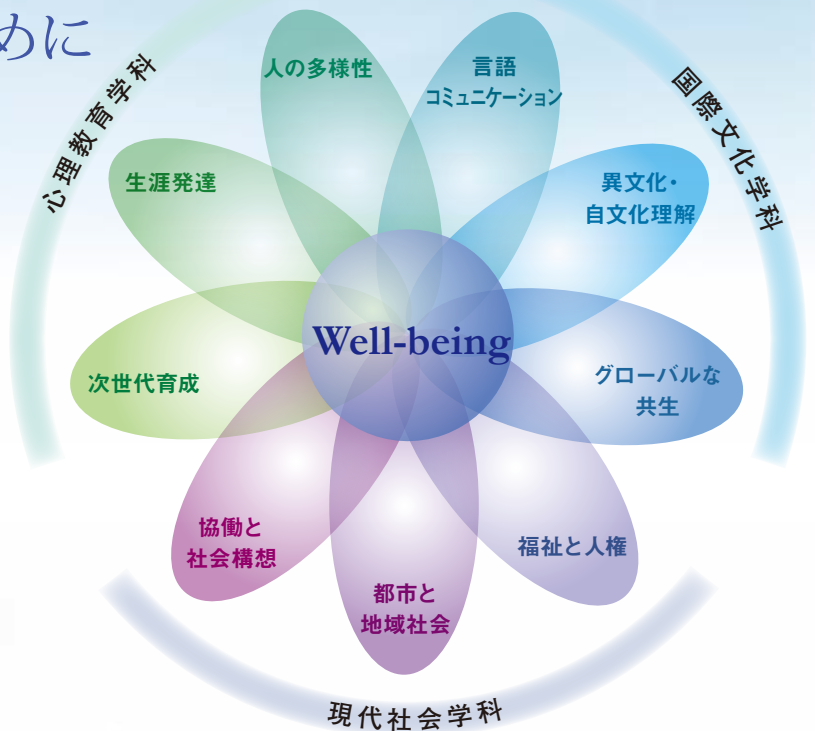 めに
心理教育学科
国際文化学科
人の多様性
言語
コミュニケーション
生涯発達
異文化・
自文化理解
Well-being
次世代育成
グローバルな
共生
協働と
社会構想
福祉と人権
都市と
地域社会
現代社会学科